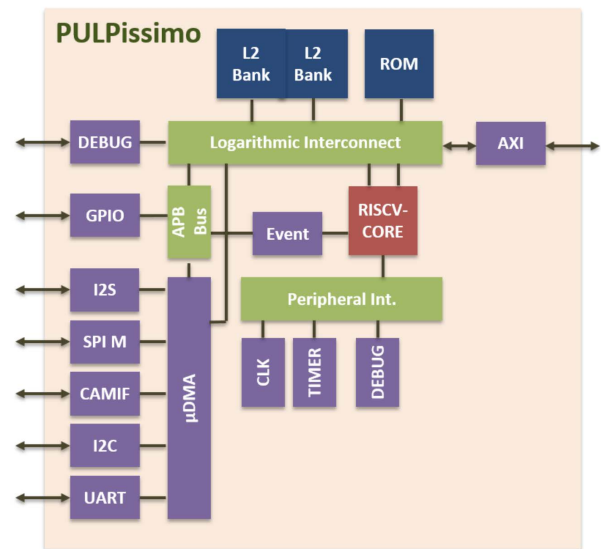 PULPissimo
L2
Bank
L2
Bank
ROM
DEBUG
Logarithmic Interconnect
AXI
GPIO
APB
Bus
Event
RISCV-
CORE
I2S
Peripheral Int.
SPI M
CLK
TIMER
DEBUG
CAMIF
µDMA
I2C
UART